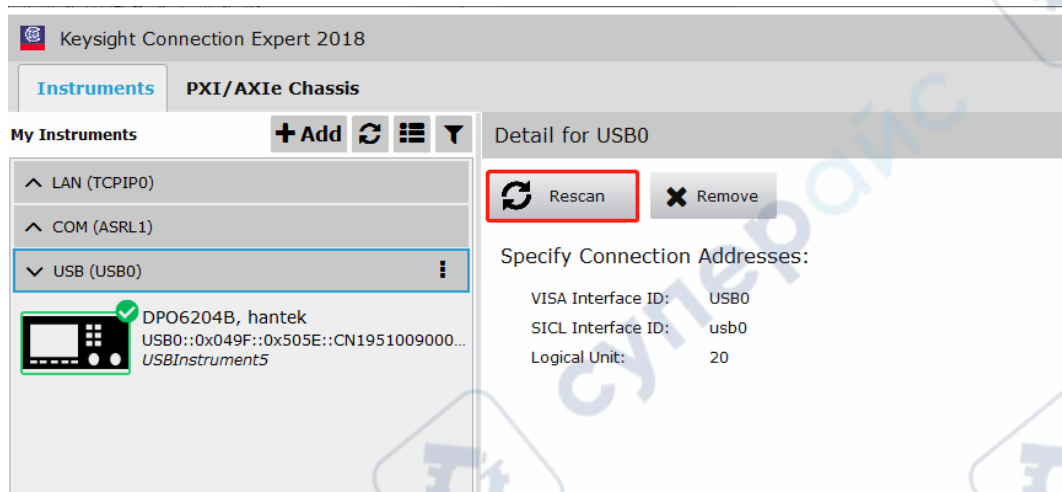 Keysight Connection Expert 2018
Instruments PXI/AXIe Chassis
My Instruments
Add
Detail for USB0
LAN (TCPIP0)
Rescan
Remove
COM (ASRL1)
USB (USB0)
Specify Connection Addresses:
VISA Interface ID: USB0
SICL Interface ID: usb0
Logical Unit: 20
DPO6204B, hantek
USB0::0x049F::0x505E::CN1951009000...
USBInstrument5
суперайс